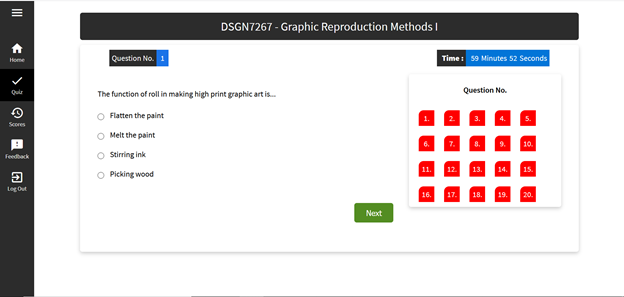 DSGN7267 - Graphic Reproduction Methods I
Home
Quiz
Scores
Feedback
Log Out
Question No. 1
Time : 59 Minutes 52 Seconds
The function of roll in making high print graphic art is...
Flatten the paint
Melt the paint
Stirring ink
Picking wood
Next
Question No.
1. 2. 3. 4. 5.
6. 7. 8. 9. 10.
11. 12. 13. 14. 15.
16. 17. 18. 19. 20.